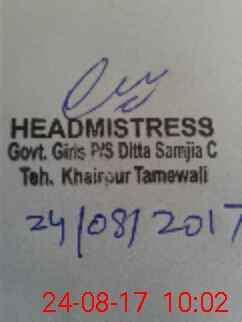 HEADMISTRESS
Govt. Girls P/S Ditta Samjia C
Teh. Khairpur Tamewali
24/08/2017
24-08-17 10:02